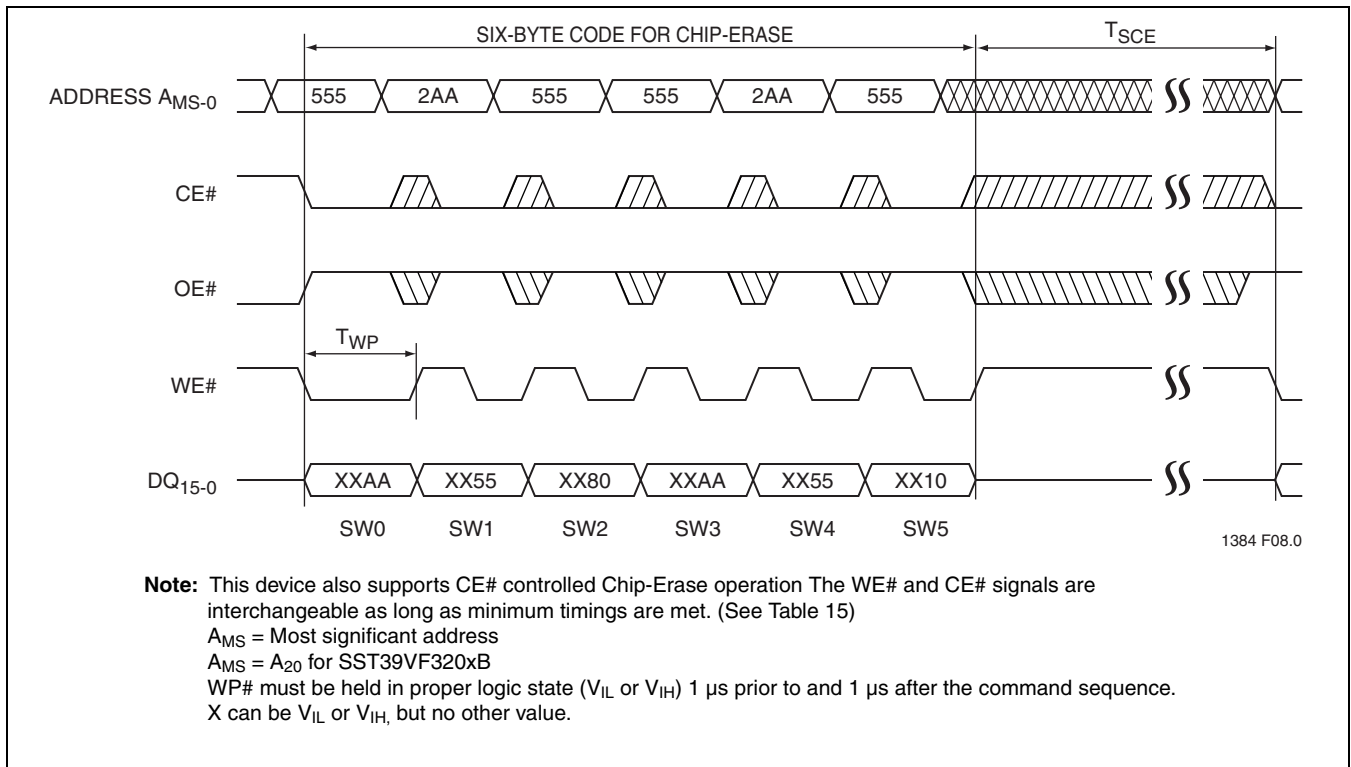 SIX-BYTE CODE FOR CHIP-ERASE TSCE
ADDRESS AMS-0 555 2AA 555 555 2AA 555
CE#
OE#
TWP
WE#
DQ15-0 XXAA XX55 XX80 XXAA XX55 XX10
SW0 SW1 SW2 SW3 SW4 SW5
1384 F08.0
Note: This device also supports CE# controlled Chip-Erase operation The WE# and CE# signals are
interchangeable as long as minimum timings are met. (See Table 15)
AMS = Most significant address
AMS = A20 for SST39VF320xB
WP# must be held in proper logic state (VIL or VIH) 1 µs prior to and 1 µs after the command sequence.
X can be VIL or VIH, but no other value.